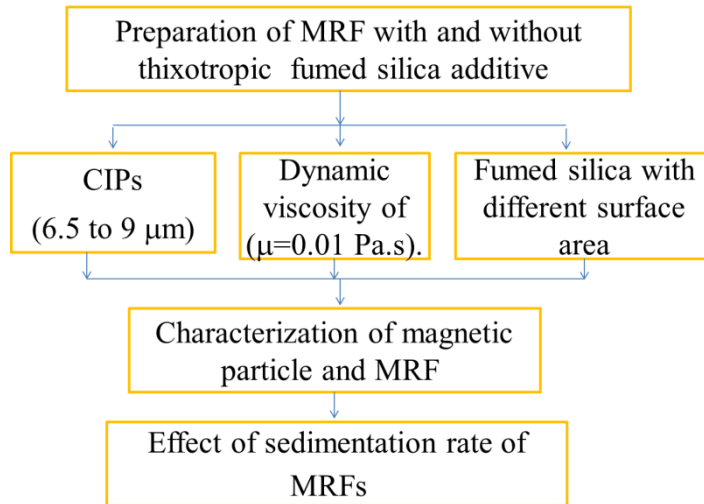 Preparation of MRF with and without
thixotropic fumed silica additive
CIPs
(6.5 to 9 μm)
Dynamic
viscosity of
(μ=0.01 Pa.s).
Fumed silica with
different surface
area
Characterization of magnetic
particle and MRF
Effect of sedimentation rate of
MRFs